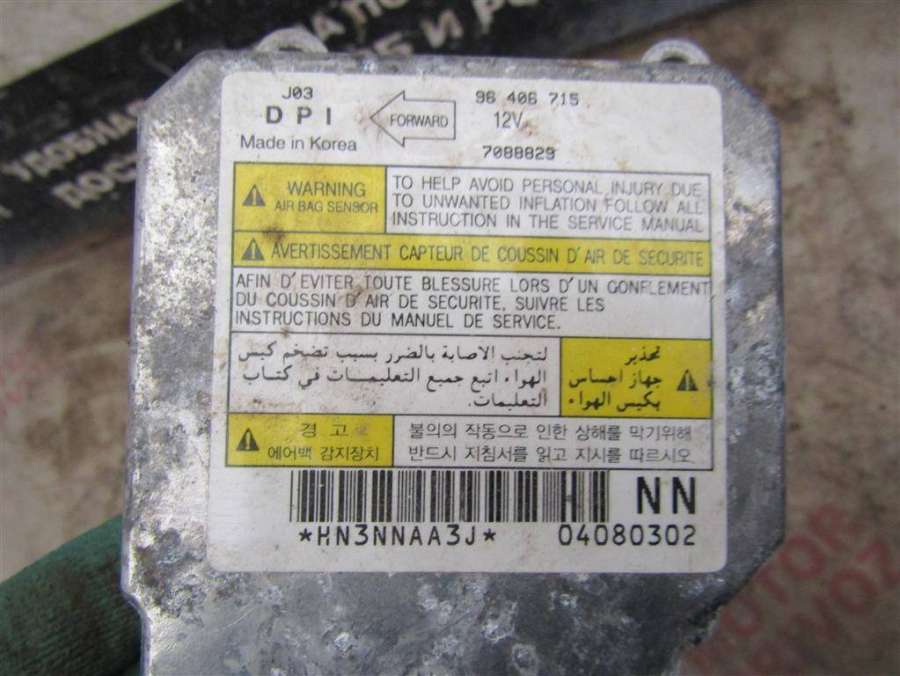 J03
DPI
Made in Korea
FORWARD
96 406 715
12V
7088829
WARNING
AIR BAG SENSOR
TO HELP AVOID PERSONAL INJURY DUE
TO UNWANTED INFLATION FOLLOW ALL
INSTRUCTION IN THE SERVICE MANUAL
AVERTISSEMENT CAPTEUR DE COUSSIN D'AIR DE SECURITE
AFIN D'EVITER TOUTE BLESSURE LORS D'UN GONFLEMENT
DU COUSSIN D'AIR DE SECURITE, SUIVRE LES
INSTRUCTIONS DU MANUEL DE SERVICE.
تحذير
جهاز احساس
بكيس الهواء
لتجنب الاصابة بالضرر بسبب تضخم كيس
الهواء اتبع جميع التعليمات في كتاب
التعليمات.
경 고
에어백 감지장치
불의의 작동으로 인한 상해를 막기위해
반드시 지침서를 읽고 지시를 따르시오
NN
*HN3NNAA3J*
04080302